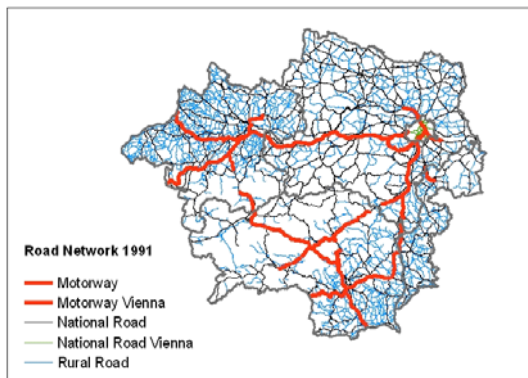 Road Network 1991
Motorway
Motorway Vienna
National Road
National Road Vienna
Rural Road